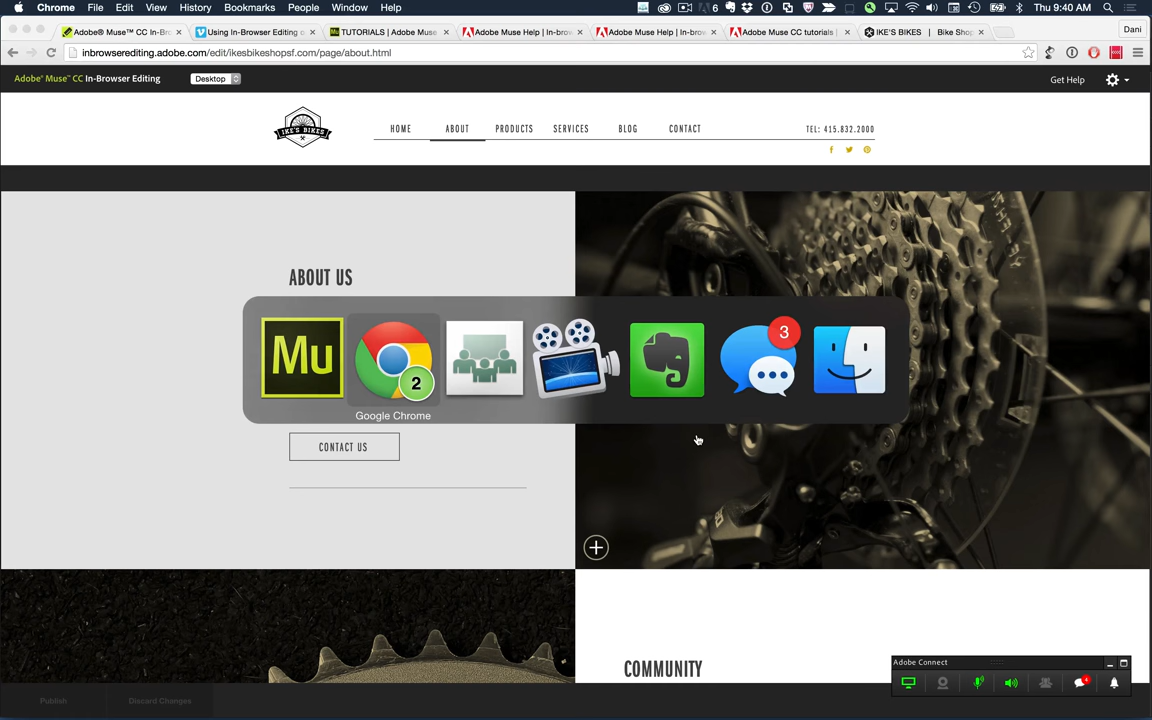 Chrome File Edit View History Bookmarks People Window Help 6 Thu 9:40 AM
Adobe® Muse™ CC In-Bro Using In-Browser Editing o TUTORIALS | Adobe Muse Adobe Muse Help | In-brow Adobe Muse Help | In-brow Adobe Muse CC tutorials | IKE'S BIKES | Bike Shop Dani
inbrowserediting.adobe.com/edit/ikesbikeshopsf.com/page/about.html
Adobe® Muse™ CC In-Browser Editing Desktop Get Help
IKE'S BIKES HOME ABOUT PRODUCTS SERVICES BLOG CONTACT TEL: 415.832.2000
ABOUT US
Mu 2 3
Google Chrome
CONTACT US
COMMUNITY
Adobe Connect
4
Publish Discard Changes